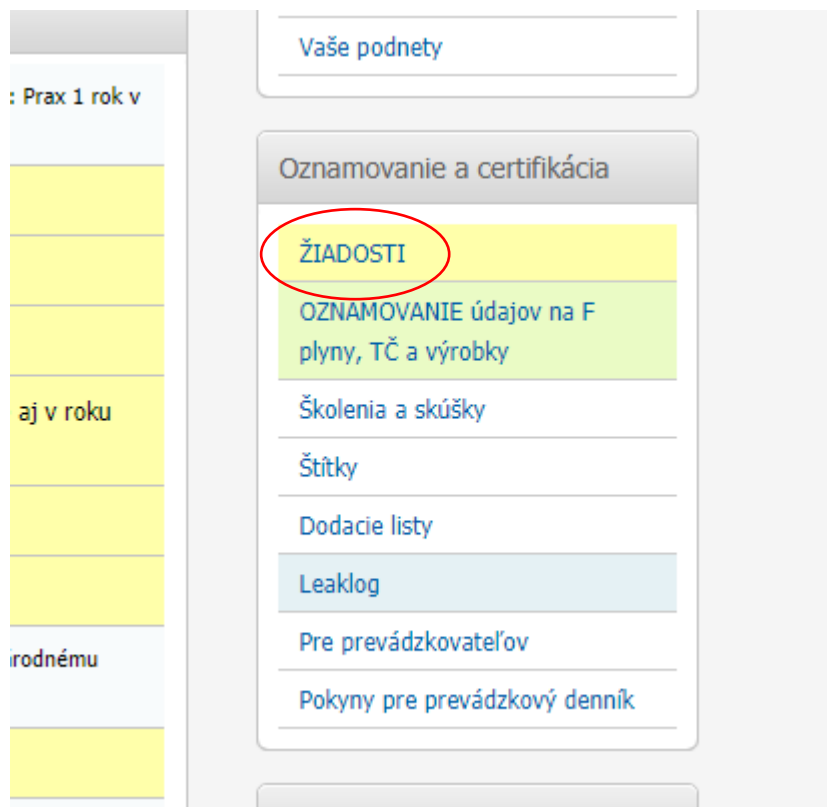 Vaše podnety
: Prax 1 rok v
Oznamovanie a certifikácia
ŽIADOSTI
OZNAMOVANIE údajov na F
plyny, TČ a výrobky
aj v roku
Školenia a skúšky
Štítky
Dodacie listy
Leaklog
Pre prevádzkovateľov
rodnému
Pokyny pre prevádzkový denník